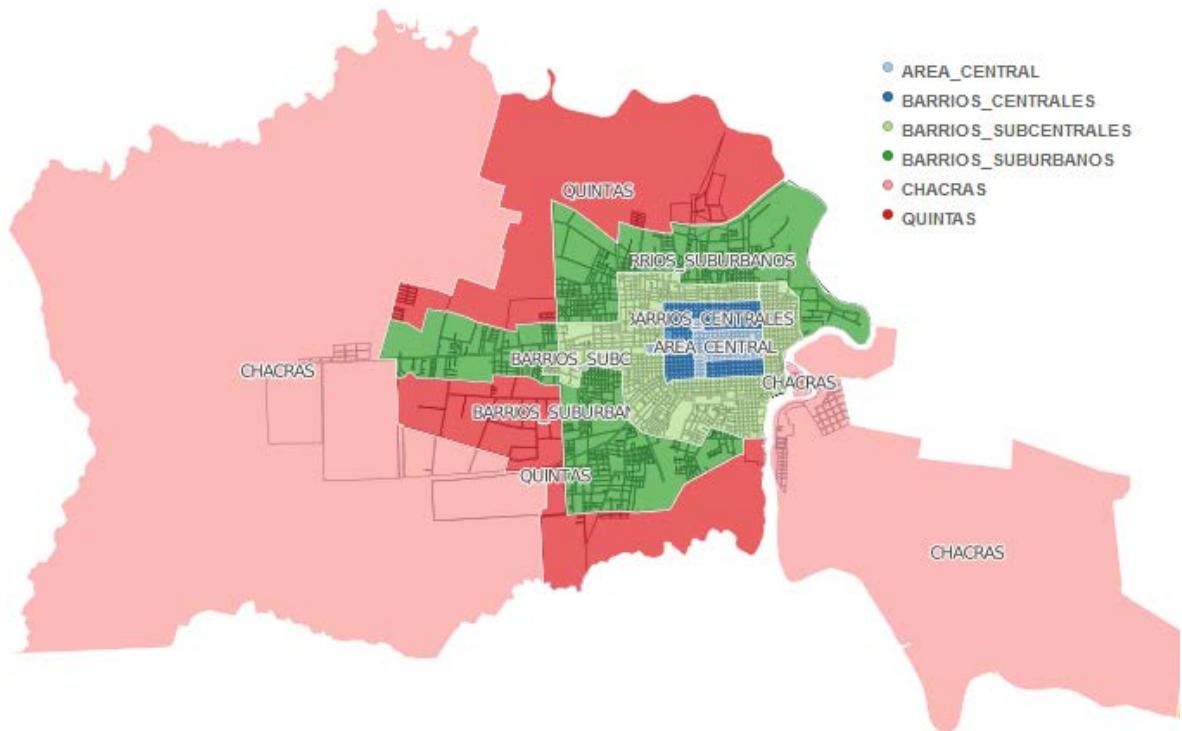 AREA_CENTRAL
BARRIOS_CENTRALES
BARRIOS_SUBCENTRALES
BARRIOS_SUBURBANOS
CHACRAS
QUINTAS
QUINTAS
RRIOS_SUBURBANOS
BARRIOS_CENTRALES
AREA_CENTRAL
BARRIOS_SUBC
CHACRAS
CHACRAS
BARRIOS_SUBURBAN
QUINTAS
CHACRAS